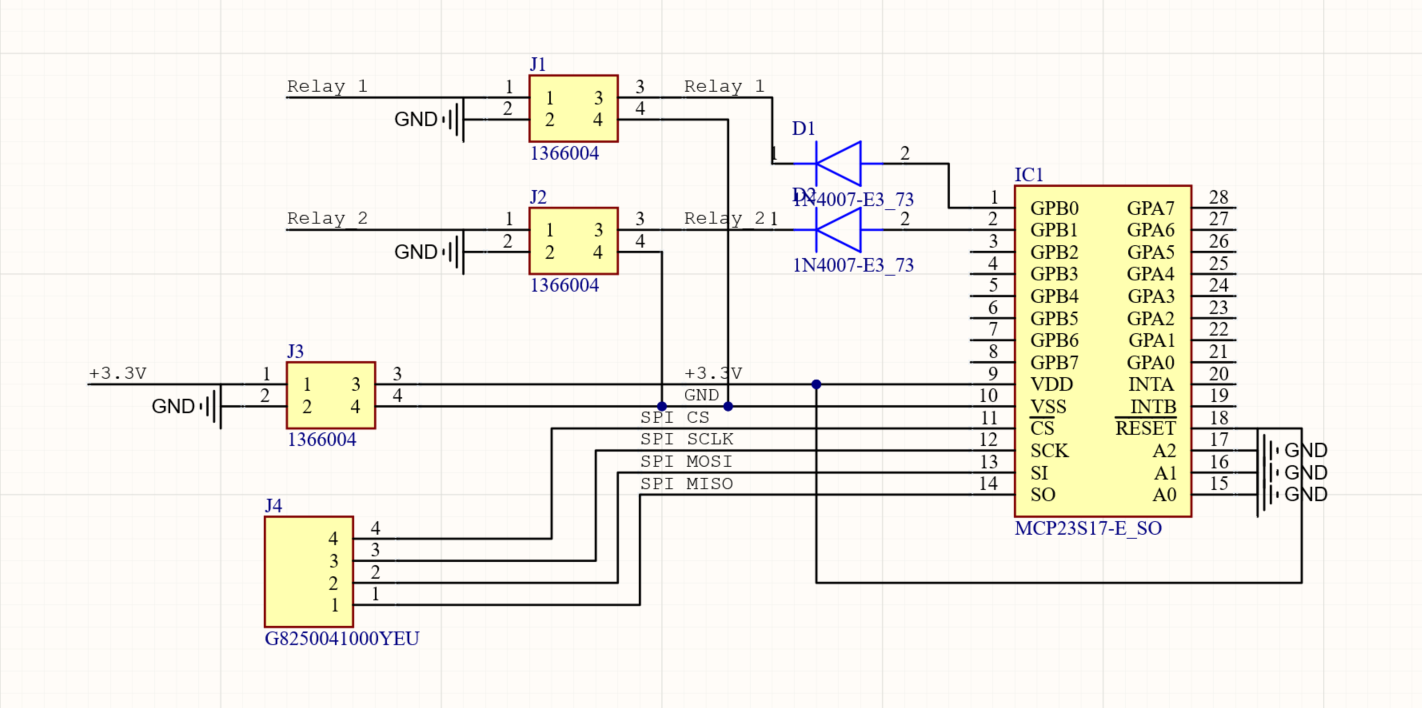 J1
Relay 1 1 1 3 3 Relay 1
GND 2 2 4 4
1366004
D1
1 2
1N4007-E3_73
J2
Relay 2 1 1 3 3 Relay 2
GND 2 2 4 4
1366004
D2
1 2
1N4007-E3_73
J3
+3.3V 1 1 3 3 +3.3V
GND 2 2 4 4 GND
1366004
SPI CS
SPI SCLK
SPI MOSI
SPI MISO
J4
4 4
3 3
2 2
1 1
G8250041000YEU
IC1
1 GPB0 GPA7 28
2 GPB1 GPA6 27
3 GPB2 GPA5 26
4 GPB3 GPA4 25
5 GPB4 GPA3 24
6 GPB5 GPA2 23
7 GPB6 GPA1 22
8 GPB7 GPA0 21
9 VDD INTA 20
10 VSS INTB 19
11 CS RESET 18
12 SCK A2 17 GND
13 SI A1 16 GND
14 SO A0 15 GND
MCP23S17-E_SO